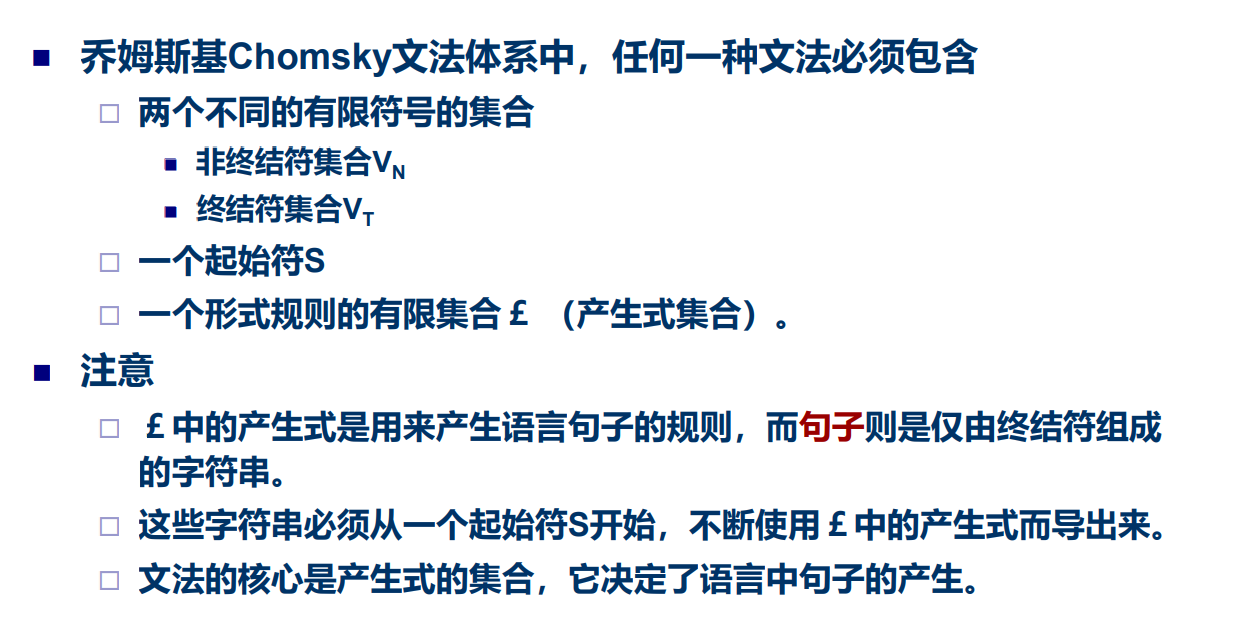 乔姆斯基Chomsky文法体系中，任何一种文法必须包含
两个不同的有限符号的集合
非终结符集合VN
终结符集合VT
一个起始符S
一个形式规则的有限集合￡ （产生式集合）。
注意
￡中的产生式是用来产生语言句子的规则，而句子则是仅由终结符组成
的字符串。
这些字符串必须从一个起始符S开始，不断使用￡中的产生式而导出来。
文法的核心是产生式的集合，它决定了语言中句子的产生。